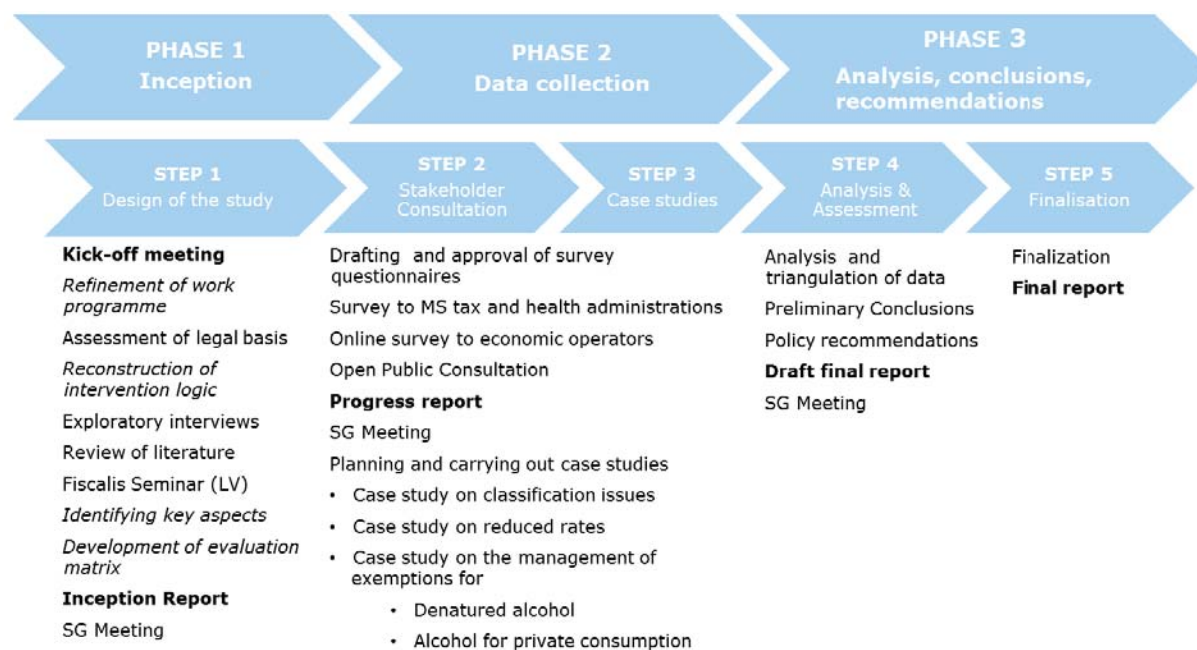 PHASE 1
Inception
PHASE 2
Data collection
PHASE 3
Analysis, conclusions,
recommendations
STEP 1
Design of the study
STEP 2
Stakeholder
Consultation
STEP 3
Case studies
STEP 4
Analysis &
Assessment
STEP 5
Finalisation
Kick-off meeting
Refinement of work
programme
Assessment of legal basis
Reconstruction of
intervention logic
Exploratory interviews
Review of literature
Fiscalis Seminar (LV)
Identifying key aspects
Development of evaluation
matrix
Inception Report
SG Meeting
Drafting and approval of survey
questionnaires
Survey to MS tax and health administrations
Online survey to economic operators
Open Public Consultation
Progress report
SG Meeting
Planning and carrying out case studies
• Case study on classification issues
• Case study on reduced rates
• Case study on the management of
exemptions for
• Denatured alcohol
• Alcohol for private consumption
Analysis and
triangulation of data
Preliminary Conclusions
Policy recommendations
Draft final report
SG Meeting
Finalization
Final report